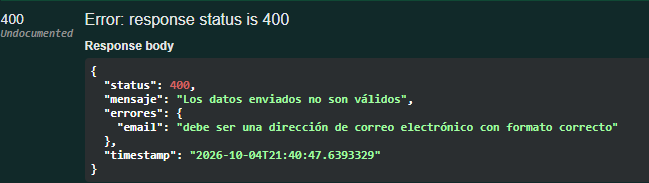 400
Undocumented
Error: response status is 400
Response body
{
  "status": 400,
  "mensaje": "Los datos enviados no son válidos",
  "errores": {
    "email": "debe ser una dirección de correo electrónico con formato correcto"
  },
  "timestamp": "2026-10-04T21:40:47.6393329"
}